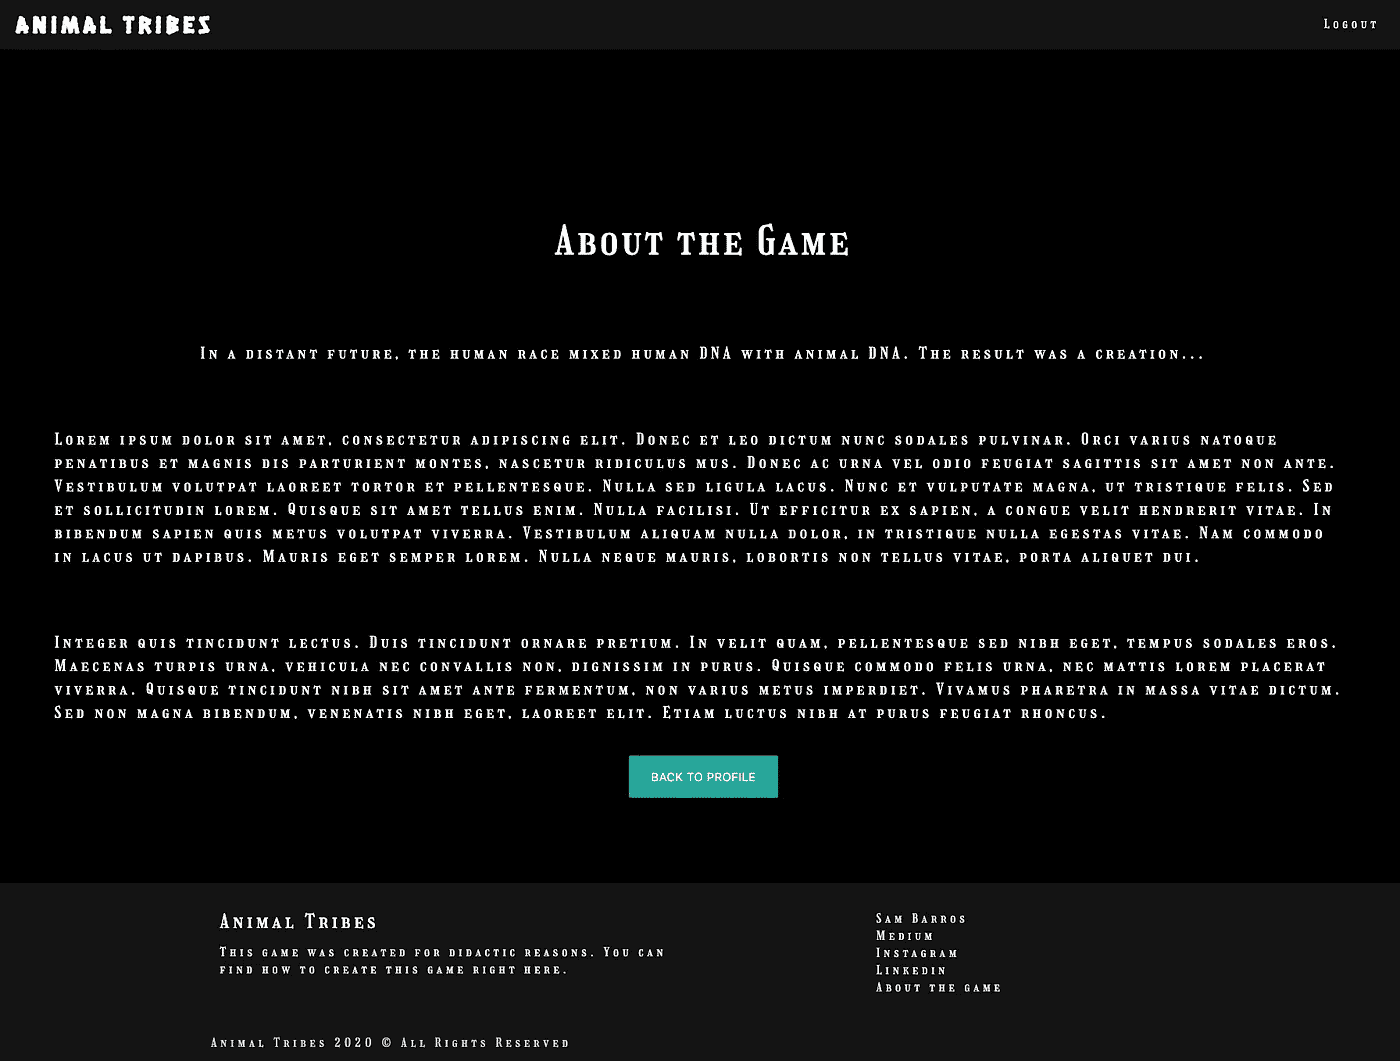 ANIMAL TRIBES
Logout
About the Game
In a distant future, the human race mixed human DNA with animal DNA. The result was a creation...
Lorem ipsum dolor sit amet, consectetur adipiscing elit. Donec et leo dictum nunc sodales pulvinar. Orci varius natoque
penatibus et magnis dis parturient montes, nascetur ridiculus mus. Donec ac urna vel odio feugiat sagittis sit amet non ante.
Vestibulum volutpat laoreet tortor et pellentesque. Nulla sed ligula lacus. Nunc et vulputate magna, ut tristique felis. Sed
et sollicitudin lorem. Quisque sit amet tellus enim. Nulla facilisi. Ut efficitur ex sapien, a congue velit hendrerit vitae. In
bibendum sapien quis metus volutpat viverra. Vestibulum aliquam nulla dolor, in tristique nulla egestas vitae. Nam commodo
in lacus ut dapibus. Mauris eget semper lorem. Nulla neque mauris, lobortis non tellus vitae, porta aliquet dui.
Integer quis tincidunt lectus. Duis tincidunt ornare pretium. In velit quam, pellentesque sed nibh eget, tempus sodales eros.
Maecenas turpis urna, vehicula nec convallis non, dignissim in purus. Quisque commodo felis urna, nec mattis lorem placerat
viverra. Quisque tincidunt nibh sit amet ante fermentum, non varius metus imperdiet. Vivamus pharetra in massa vitae dictum.
Sed non magna bibendum, venenatis nibh eget, laoreet elit. Etiam luctus nibh at purus feugiat rhoncus.
BACK TO PROFILE
Animal Tribes
This game was created for didactic reasons. You can
find how to create this game right here.
Sam Barros
Medium
Instagram
Linkedin
About the game
Animal Tribes 2020 © All Rights Reserved